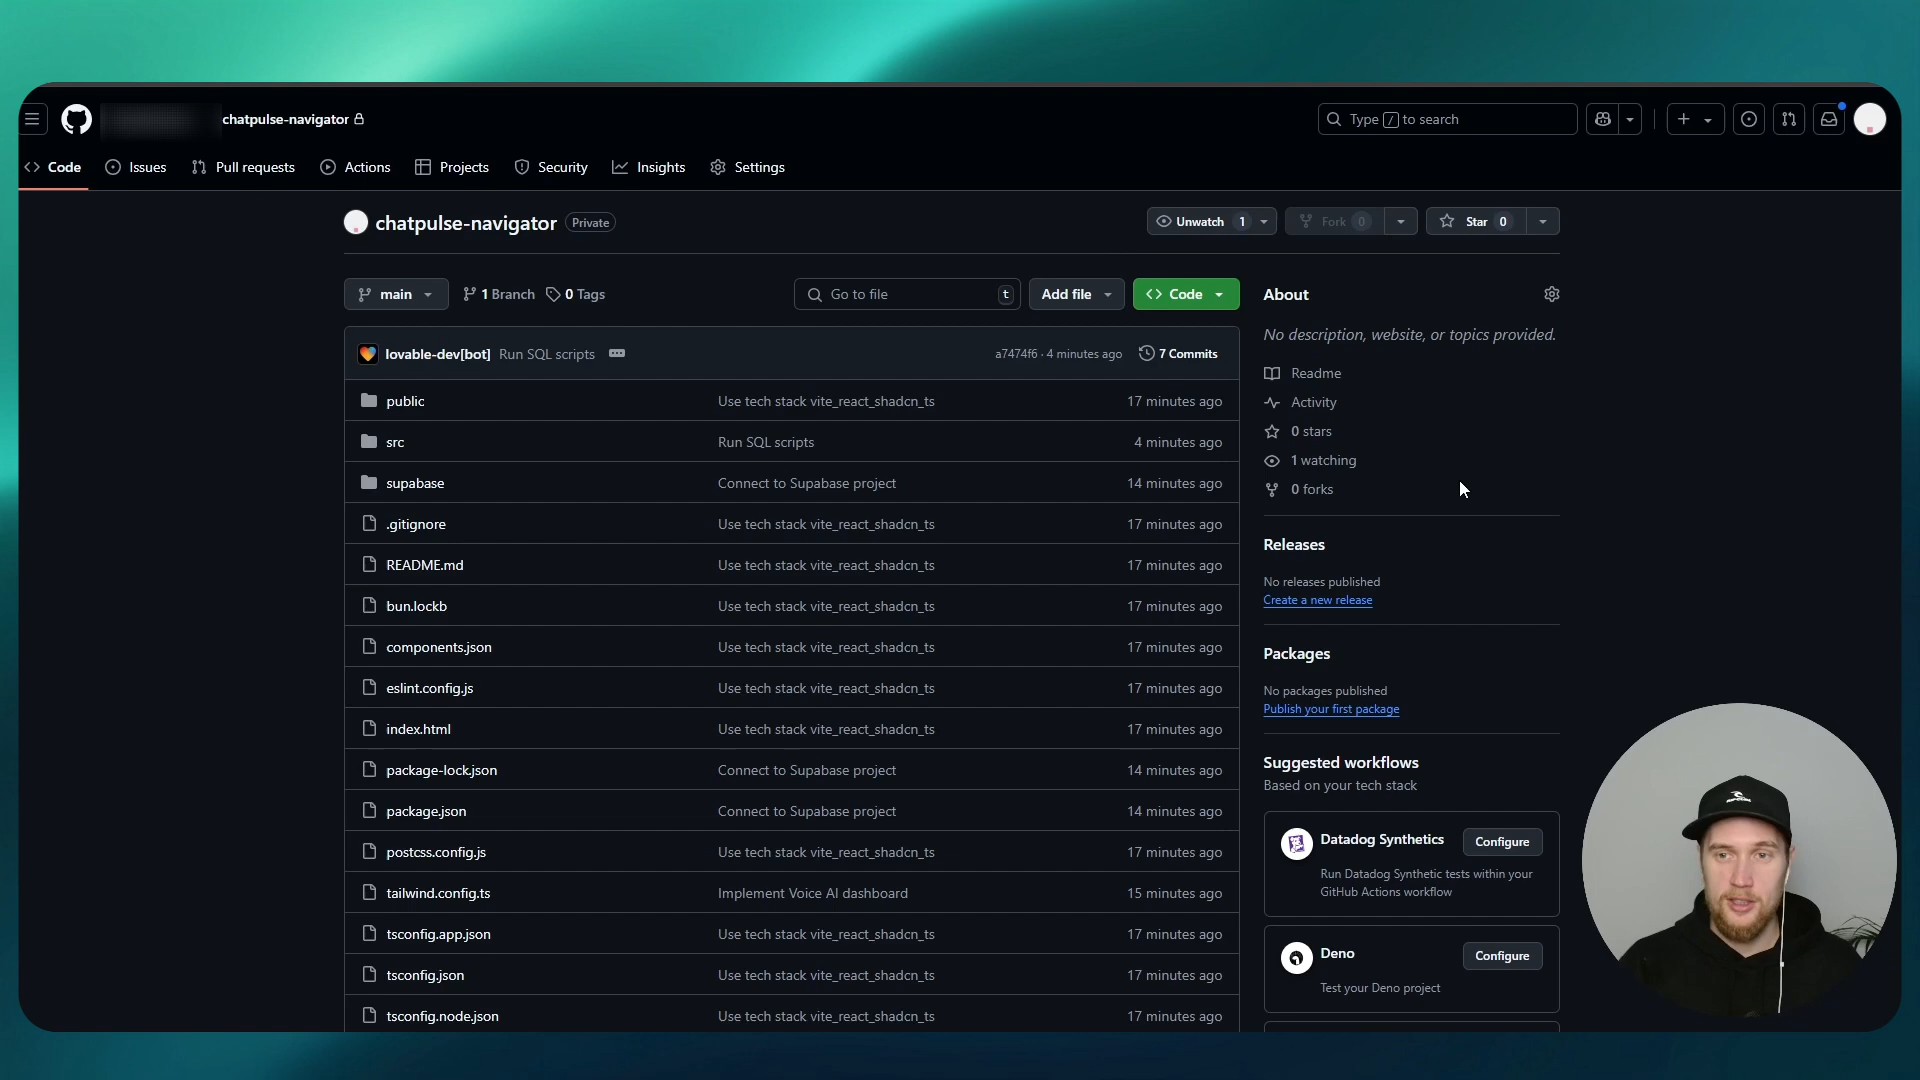 chatpulse-navigator
Type / to search
Code
Issues
Pull requests
Actions
Projects
Security
Insights
Settings
chatpulse-navigator
Private
Unwatch 1
Fork 0
Star 0
main
1 Branch
0 Tags
Go to file
t
Add file
Code
About
No description, website, or topics provided.
lovable-dev[bot] Run SQL scripts
a7474f6 · 4 minutes ago
7 Commits
public Use tech stack vite_react_shadcn_ts 17 minutes ago
src Run SQL scripts 4 minutes ago
supabase Connect to Supabase project 14 minutes ago
.gitignore Use tech stack vite_react_shadcn_ts 17 minutes ago
README.md Use tech stack vite_react_shadcn_ts 17 minutes ago
bun.lockb Use tech stack vite_react_shadcn_ts 17 minutes ago
components.json Use tech stack vite_react_shadcn_ts 17 minutes ago
eslint.config.js Use tech stack vite_react_shadcn_ts 17 minutes ago
index.html Use tech stack vite_react_shadcn_ts 17 minutes ago
package-lock.json Connect to Supabase project 14 minutes ago
package.json Connect to Supabase project 14 minutes ago
postcss.config.js Use tech stack vite_react_shadcn_ts 17 minutes ago
tailwind.config.ts Implement Voice AI dashboard 15 minutes ago
tsconfig.app.json Use tech stack vite_react_shadcn_ts 17 minutes ago
tsconfig.json Use tech stack vite_react_shadcn_ts 17 minutes ago
tsconfig.node.json Use tech stack vite_react_shadcn_ts 17 minutes ago
Readme
Activity
0 stars
1 watching
0 forks
Releases
No releases published
Create a new release
Packages
No packages published
Publish your first package
Suggested workflows
Based on your tech stack
Datadog Synthetics
Configure
Run Datadog Synthetic tests within your
GitHub Actions workflow
Deno
Configure
Test your Deno project